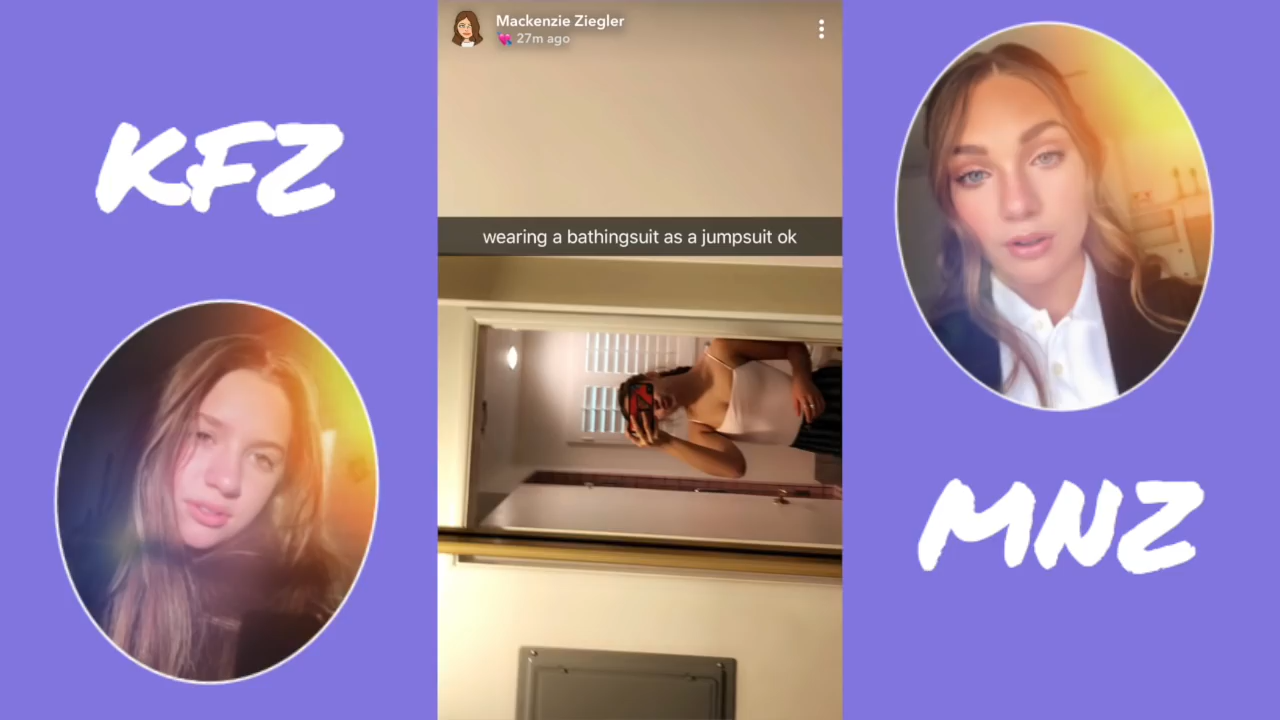 KFZ
Mackenzie Ziegler
💘 27m ago
wearing a bathingsuit as a jumpsuit ok
MNZ